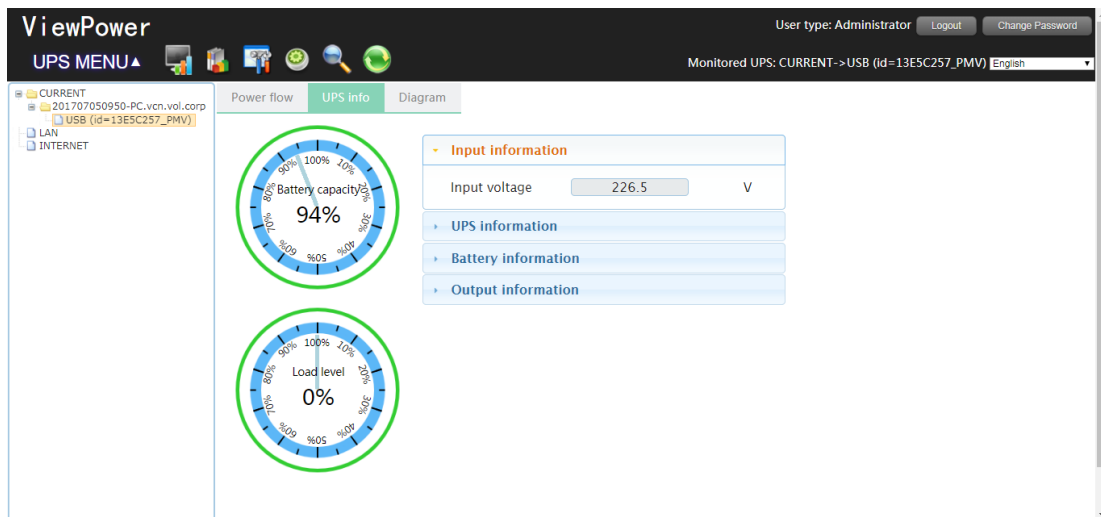 ViewPower
User type: Administrator Logout Change Password
UPS MENU▲
Monitored UPS: CURRENT->USB (id=13E5C257_PMV) English
CURRENT
201707050950-PC.vcn.vol.corp
USB (id=13E5C257_PMV)
LAN
INTERNET
Power flow UPS info Diagram
100% 10% 20% 30% 40% 50% 60% 70% 80% 90%
Battery capacity
94%
Input information
Input voltage 226.5 V
UPS information
Battery information
Output information
100% 10% 20% 30% 40% 50% 60% 70% 80% 90%
Load level
0%